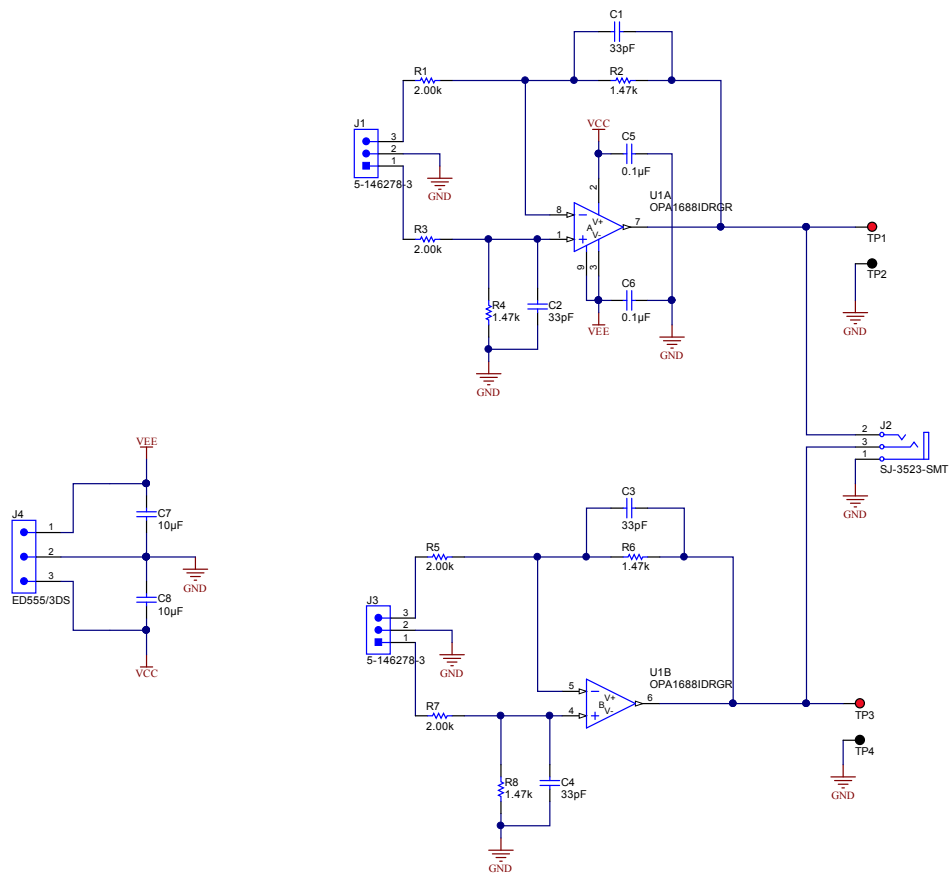 C1
33pF
R1
2.00k
R2
1.47k
J1
3
2
1
5-146278-3
GND
VCC
C5
0.1µF
2
U1A
OPA1688IDRGR
8
1
A
V+
V-
7
9
3
R3
2.00k
R4
1.47k
C2
33pF
GND
C6
0.1µF
VEE
GND
TP1
TP2
GND
J2
2
3
1
SJ-3523-SMT
GND
VEE
J4
1
2
3
ED555/3DS
C7
10µF
GND
C8
10µF
VCC
C3
33pF
R5
2.00k
R6
1.47k
J3
3
2
1
5-146278-3
GND
U1B
OPA1688IDRGR
5
4
B
V+
V-
6
R7
2.00k
R8
1.47k
C4
33pF
GND
TP3
TP4
GND